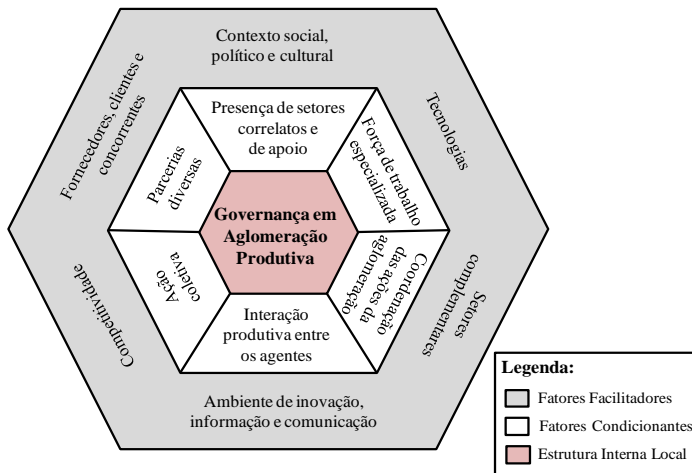 Contexto social,
político e cultural
Fornecedores, clientes e
concorrentes
Tecnologias
Presença de setores
correlatos e
de apoio
Parcerias
diversas
Força de trabalho
especializada
Governança em
Aglomeração
Produtiva
Ação
coletiva
Coordenação
das ações da
aglomeração
Interação
produtiva entre
os agentes
Competitividade
Setores
complementares
Ambiente de inovação,
informação e comunicação
Legenda:
Fatores Facilitadores
Fatores Condicionantes
Estrutura Interna Local